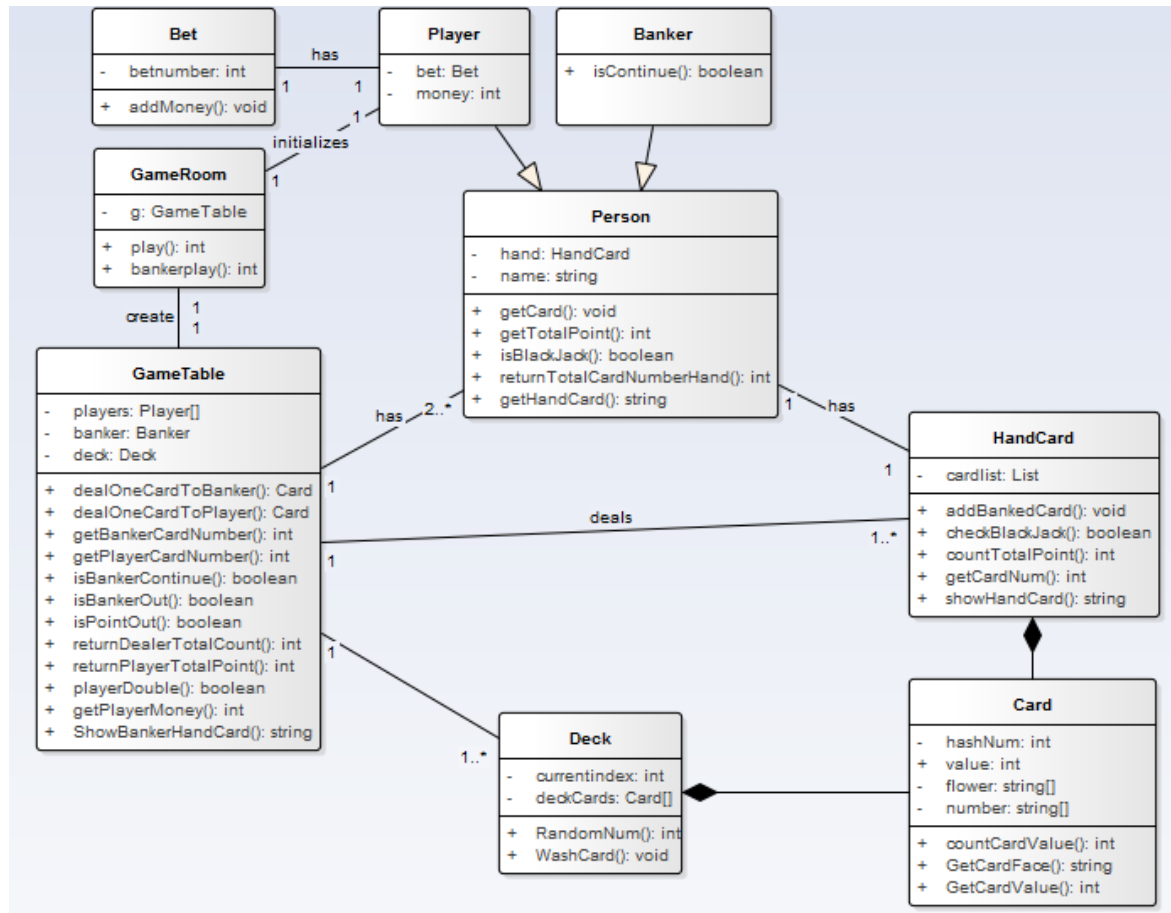 Bet
- betnumber: int
+ addMoney(): void
has
1
1
Player
- bet: Bet
- money: int
Banker
+ isContinue(): boolean
1
initializes
1
GameRoom
- g: GameTable
+ play(): int
+ bankerplay(): int
Person
- hand: HandCard
- name: string
+ getCard(): void
+ getTotalPoint(): int
+ isBlackJack(): boolean
+ returnTotalCardNumberHand(): int
+ getHandCard(): string
create
1
1
GameTable
- players: Player[]
- banker: Banker
- deck: Deck
+ dealOneCardToBanker(): Card
+ dealOneCardToPlayer(): Card
+ getBankerCardNumber(): int
+ getPlayerCardNumber(): int
+ isBankerContinue(): boolean
+ isBankerOut(): boolean
+ isPointOut(): boolean
+ returnDealerTotalCount(): int
+ returnPlayerTotalPoint(): int
+ playerDouble(): boolean
+ getPlayerMoney(): int
+ ShowBankerHandCard(): string
has
2..*
1
1
has
1
HandCard
- cardlist: List
+ addBankedCard(): void
+ checkBlackJack(): boolean
+ countTotalPoint(): int
+ getCardNum(): int
+ showHandCard(): string
deals
1
1..*
1
1..*
Deck
- currentindex: int
- deckCards: Card[]
+ RandomNum(): int
+ WashCard(): void
Card
- hashNum: int
+ value: int
- flower: string[]
- number: string[]
+ countCardValue(): int
+ GetCardFace(): string
+ GetCardValue(): int